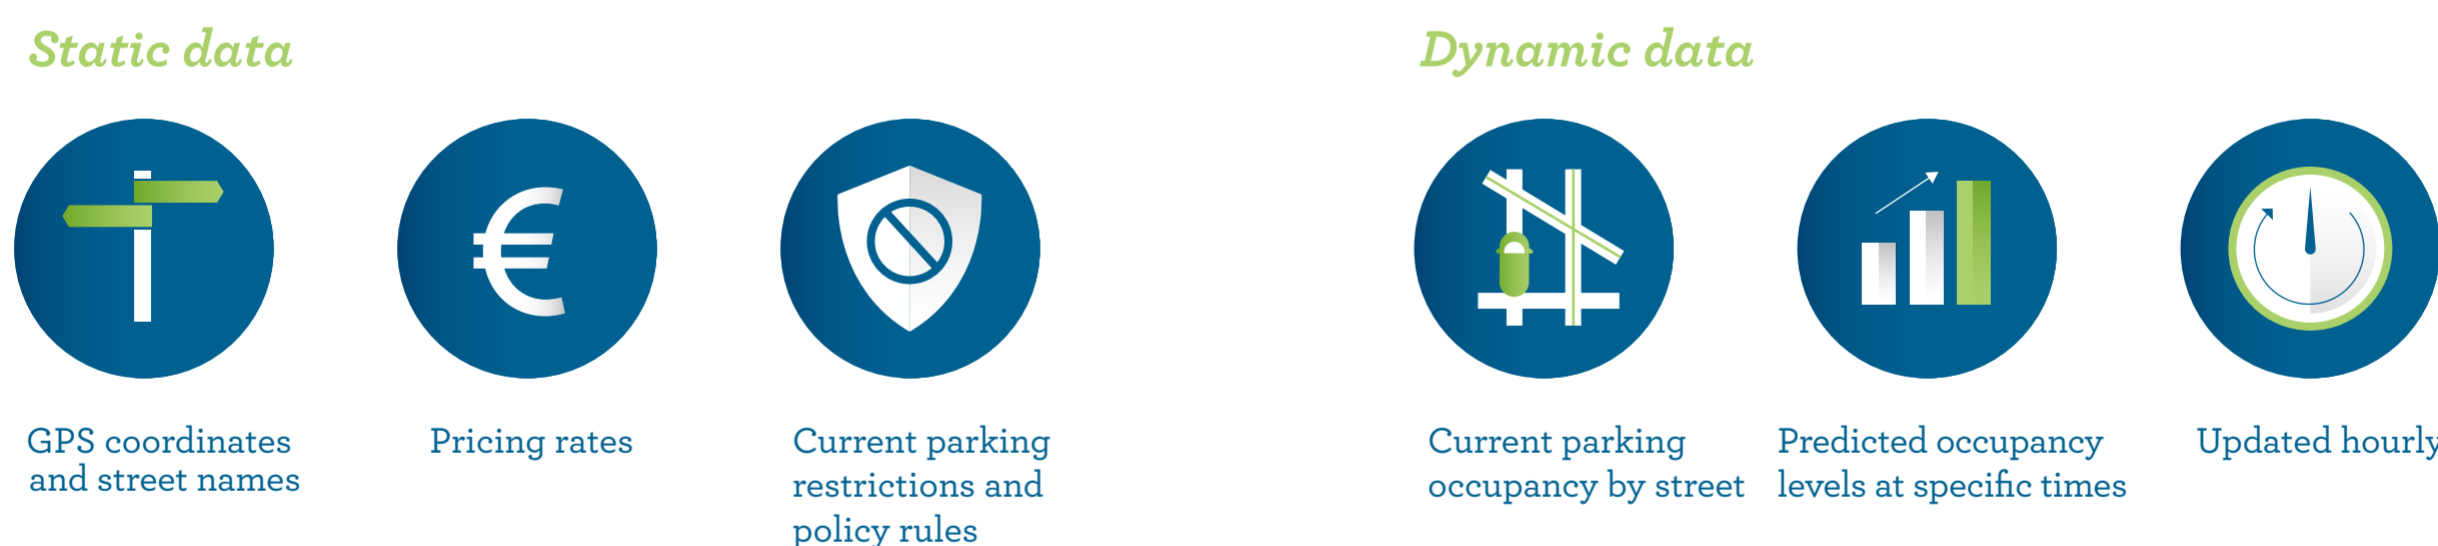 Static data
Dynamic data
€
GPS coordinates
and street names
Pricing rates
Current parking
restrictions and
policy rules
Current parking
occupancy by street
Predicted occupancy
levels at specific times
Updated hourly